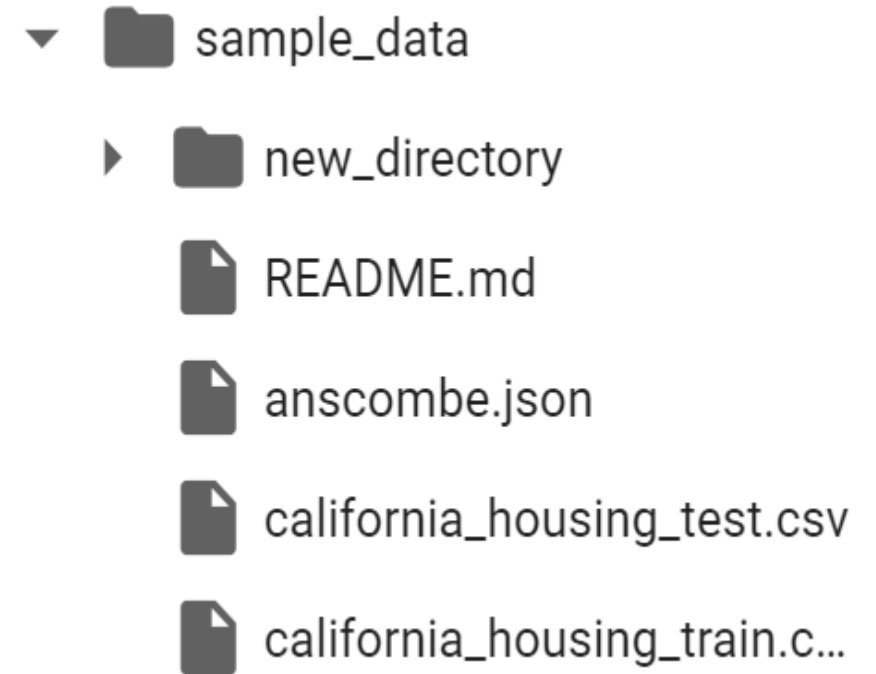 sample_data
new_directory
README.md
anscombe.json
california_housing_test.csv
california_housing_train.c...